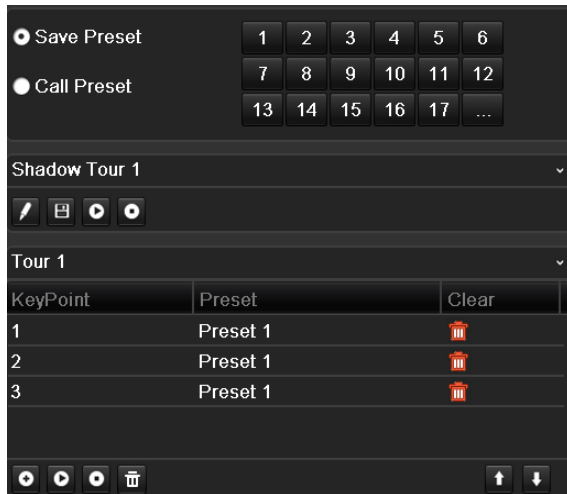 Save Preset
1 2 3 4 5 6
Call Preset
7 8 9 10 11 12
13 14 15 16 17 ...
Shadow Tour 1
Tour 1
KeyPoint Preset Clear
1 Preset 1
2 Preset 1
3 Preset 1